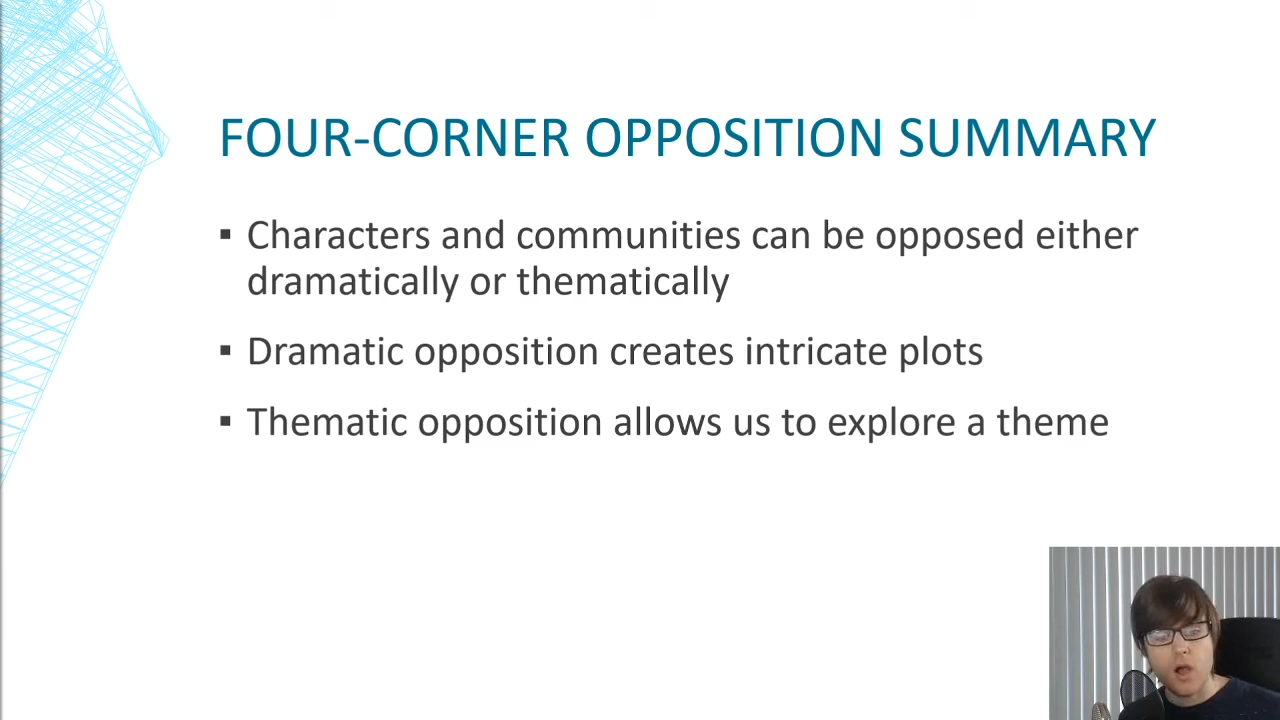 FOUR-CORNER OPPOSITION SUMMARY
▪ Characters and communities can be opposed either
dramatically or thematically
▪ Dramatic opposition creates intricate plots
▪ Thematic opposition allows us to explore a theme